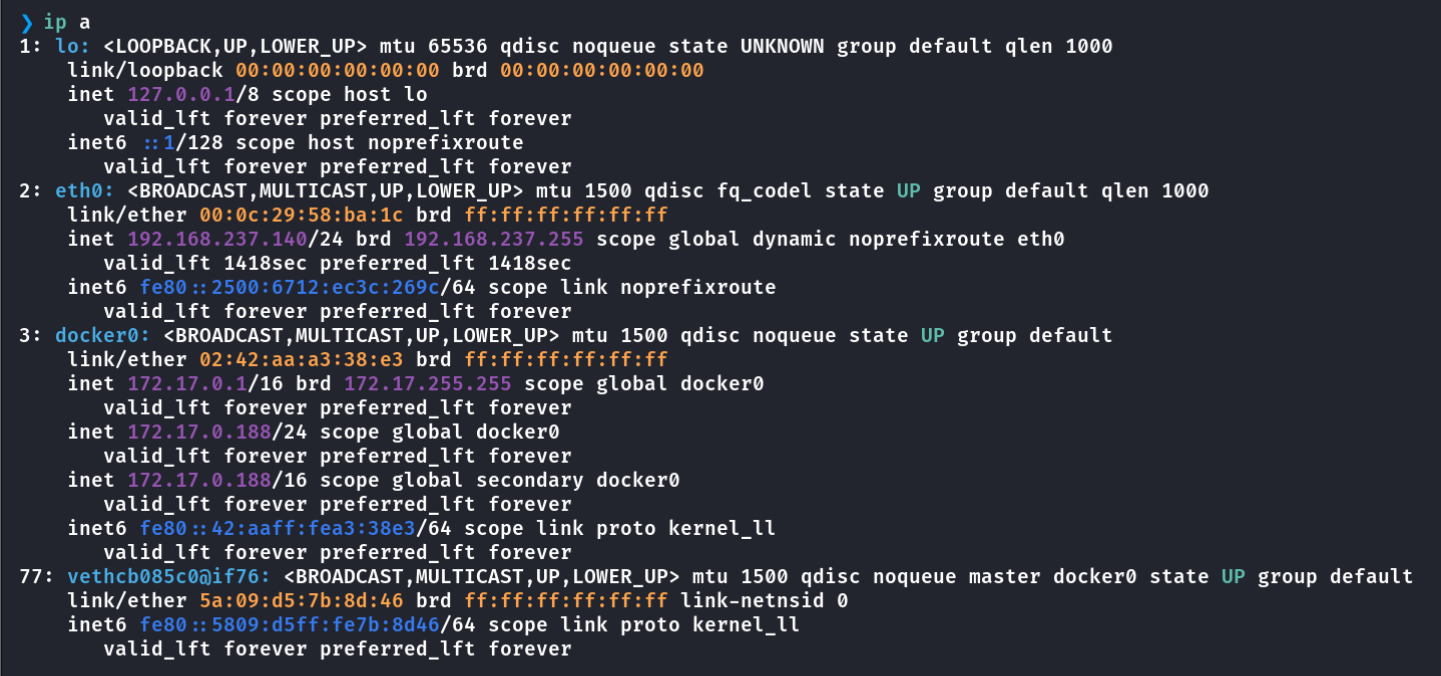 ❯ ip a
1: lo: <LOOPBACK,UP,LOWER_UP> mtu 65536 qdisc noqueue state UNKNOWN group default qlen 1000
    link/loopback 00:00:00:00:00:00 brd 00:00:00:00:00:00
    inet 127.0.0.1/8 scope host lo
       valid_lft forever preferred_lft forever
    inet6 ::1/128 scope host noprefixroute
       valid_lft forever preferred_lft forever
2: eth0: <BROADCAST,MULTICAST,UP,LOWER_UP> mtu 1500 qdisc fq_codel state UP group default qlen 1000
    link/ether 00:0c:29:58:ba:1c brd ff:ff:ff:ff:ff:ff
    inet 192.168.237.140/24 brd 192.168.237.255 scope global dynamic noprefixroute eth0
       valid_lft 1418sec preferred_lft 1418sec
    inet6 fe80::2500:6712:ec3c:269c/64 scope link noprefixroute
       valid_lft forever preferred_lft forever
3: docker0: <BROADCAST,MULTICAST,UP,LOWER_UP> mtu 1500 qdisc noqueue state UP group default
    link/ether 02:42:aa:a3:38:e3 brd ff:ff:ff:ff:ff:ff
    inet 172.17.0.1/16 brd 172.17.255.255 scope global docker0
       valid_lft forever preferred_lft forever
    inet 172.17.0.188/24 scope global docker0
       valid_lft forever preferred_lft forever
    inet 172.17.0.188/16 scope global secondary docker0
       valid_lft forever preferred_lft forever
    inet6 fe80::42:aaff:fea3:38e3/64 scope link proto kernel_ll
       valid_lft forever preferred_lft forever
77: vethcb085c0@if76: <BROADCAST,MULTICAST,UP,LOWER_UP> mtu 1500 qdisc noqueue master docker0 state UP group default
    link/ether 5a:09:d5:7b:8d:46 brd ff:ff:ff:ff:ff:ff link-netnsid 0
    inet6 fe80::5809:d5ff:fe7b:8d46/64 scope link proto kernel_ll
       valid_lft forever preferred_lft forever